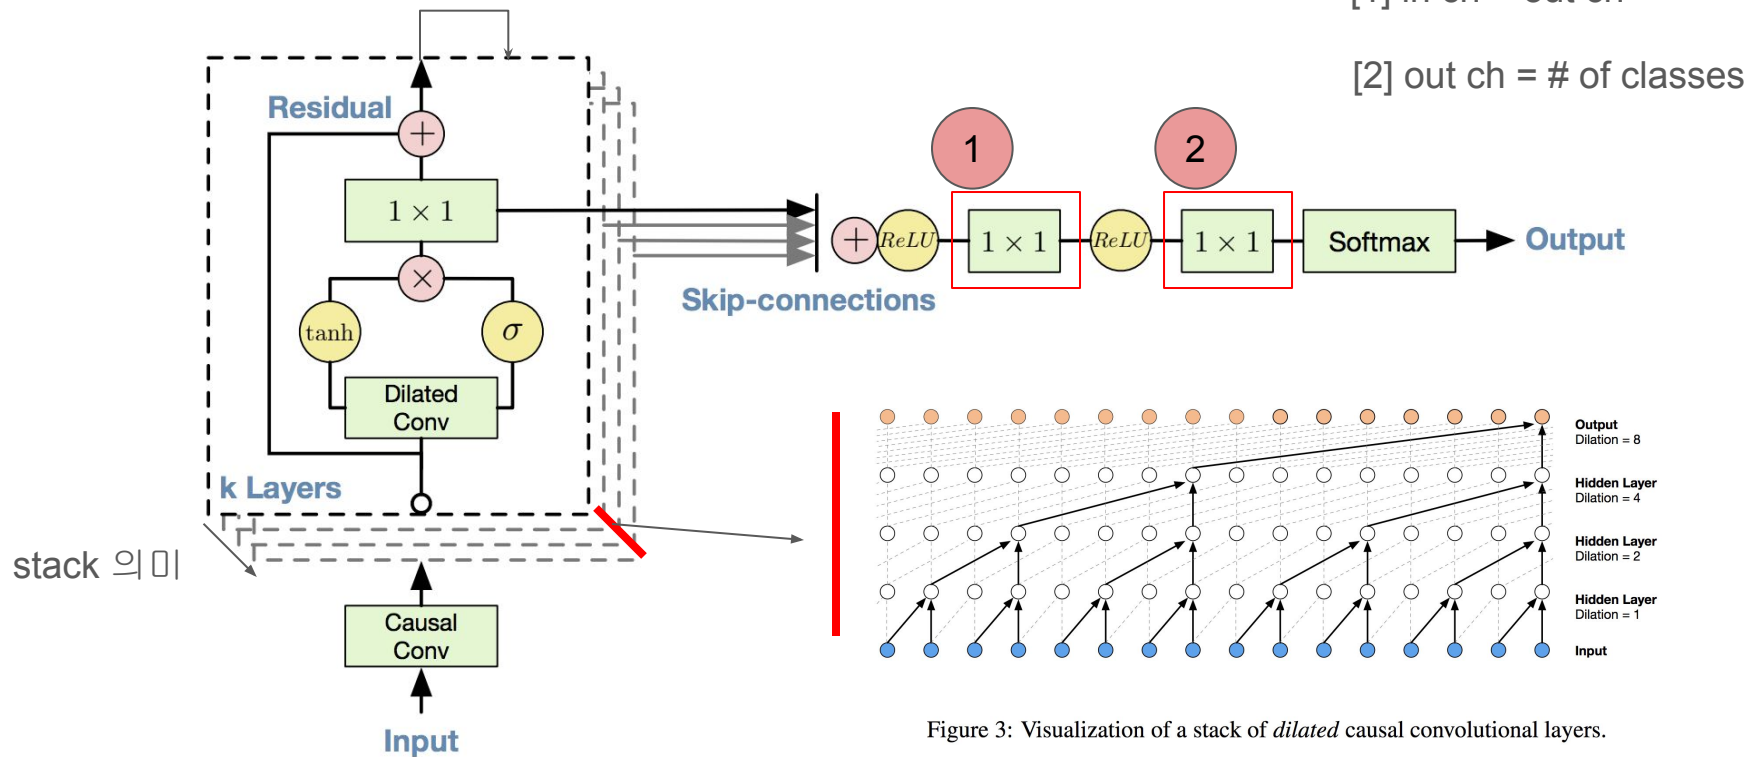 [2] out ch = # of classes
Residual
+
1 × 1
×
tanh
σ
Dilated
Conv
k Layers
stack 의미
Causal
Conv
Input
1
2
+
ReLU
1 × 1
ReLU
1 × 1
Softmax
Output
Skip-connections
Output
Dilation = 8
Hidden Layer
Dilation = 4
Hidden Layer
Dilation = 2
Hidden Layer
Dilation = 1
Input
Figure 3: Visualization of a stack of dilated causal convolutional layers.